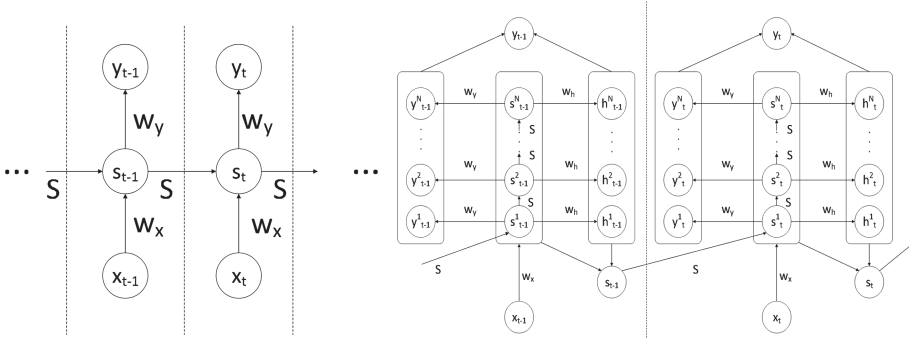 y_{t-1} y_t
W_y W_y
... S s_{t-1} S s_t S
W_x W_x
x_{t-1} x_t
... y_{t-1} y_t
y^N_{t-1} W_y s^N_{t-1} W_h h^N_{t-1} y^N_t W_y s^N_t W_h h^N_t
S S
S S
y^2_{t-1} W_y s^2_{t-1} W_h h^2_{t-1} y^2_t W_y s^2_t W_h h^2_t
S S
y^1_{t-1} W_y s^1_{t-1} W_h h^1_{t-1} y^1_t W_y s^1_t W_h h^1_t
S S
W_x s_{t-1} W_x s_t
x_{t-1} x_t